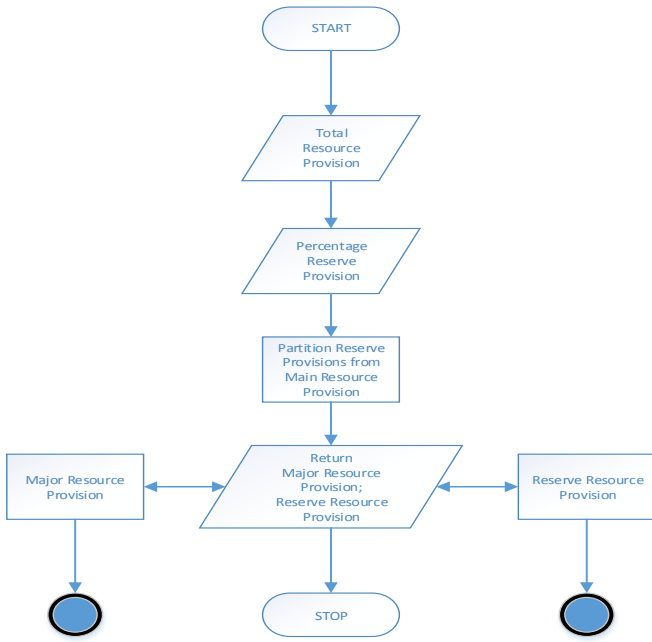 START
Total
Resource
Provision
Percentage
Reserve
Provision
Partition Reserve
Provisions from
Main Resource
Provision
Return
Major Resource
Provision;
Reserve Resource
Provision
Major Resource
Provision
Reserve Resource
Provision
STOP